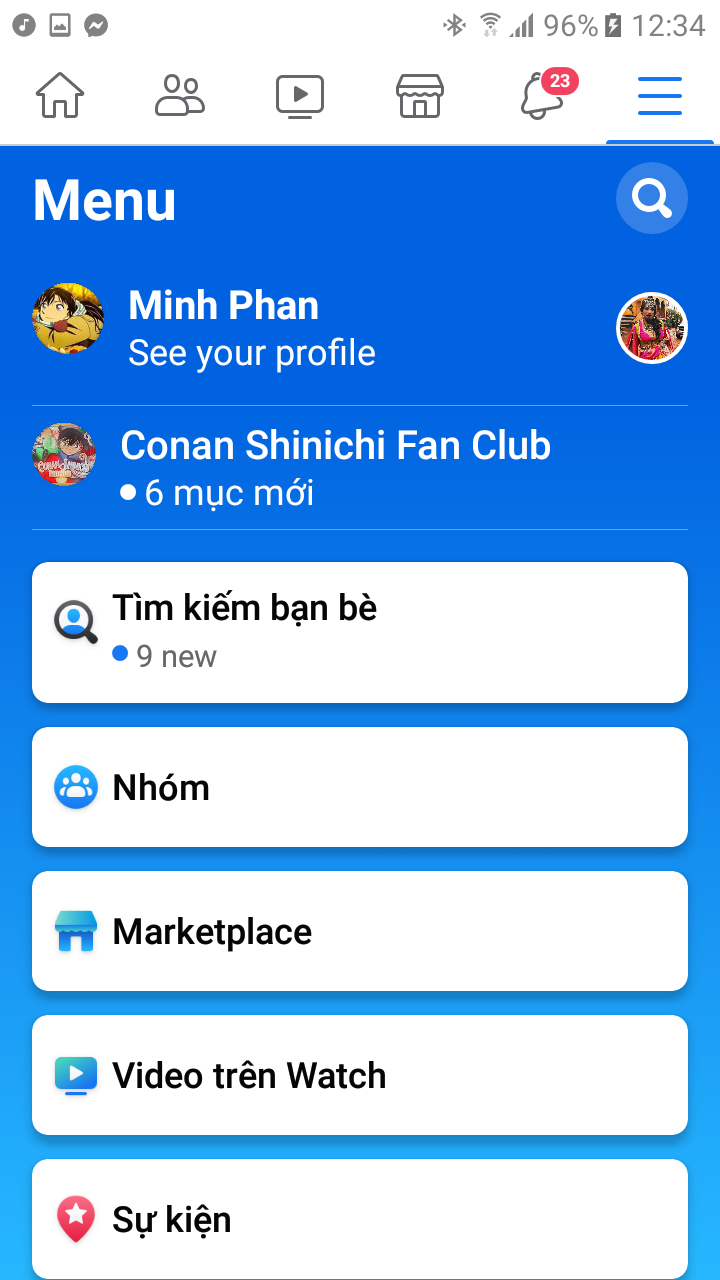 96% 12:34
23
Menu
Minh Phan
See your profile
Conan Shinichi Fan Club
6 mục mới
Tìm kiếm bạn bè
9 new
Nhóm
Marketplace
Video trên Watch
Sự kiện